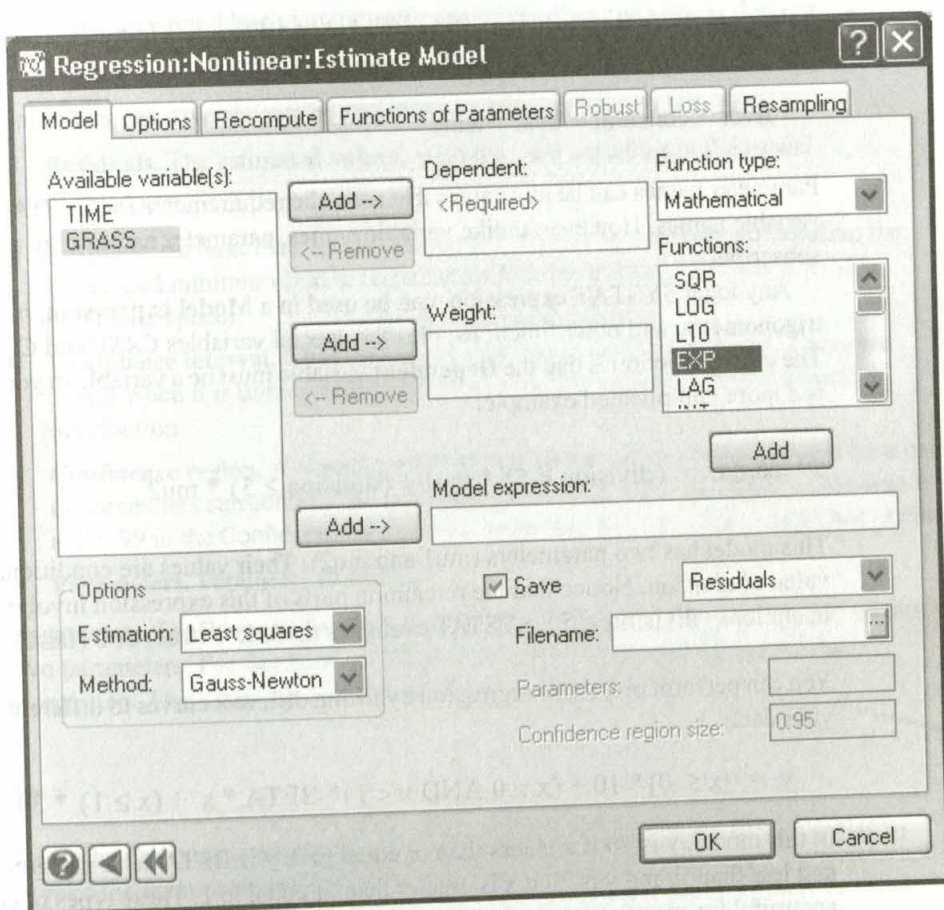 Regression:Nonlinear:Estimate Model
Model Options Recompute Functions of Parameters Robust Loss Resampling
Available variable(s):
TIME
GRASS
Add -->
<-- Remove
Dependent:
<Required>
Function type:
Mathematical
Functions:
SQR
LOG
L10
EXP
LAG
Add -->
<-- Remove
Weight:
Add
Add -->
Model expression:
Options
Estimation: Least squares
Method: Gauss-Newton
Save
Residuals
Filename:
...
Parameters:
Confidence region size: 0.95
OK Cancel